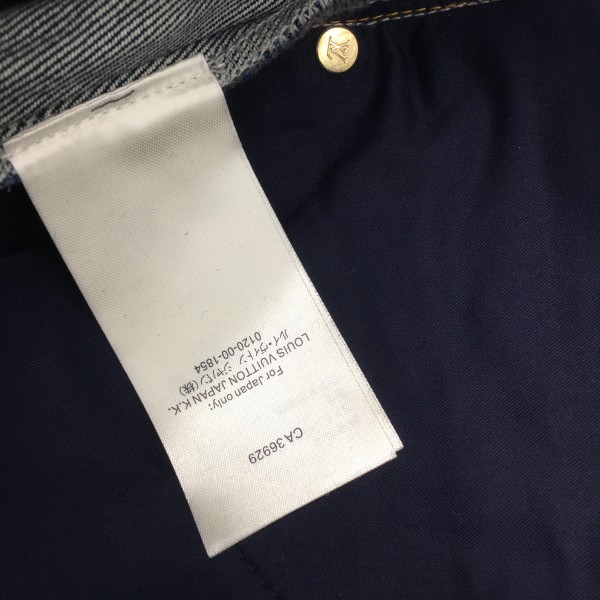 CA 36929
For Japan only:
LOUIS VUITTON JAPAN K.K.
ルイ・ヴィトン ジャパン(株)
0120-00-1854
LV